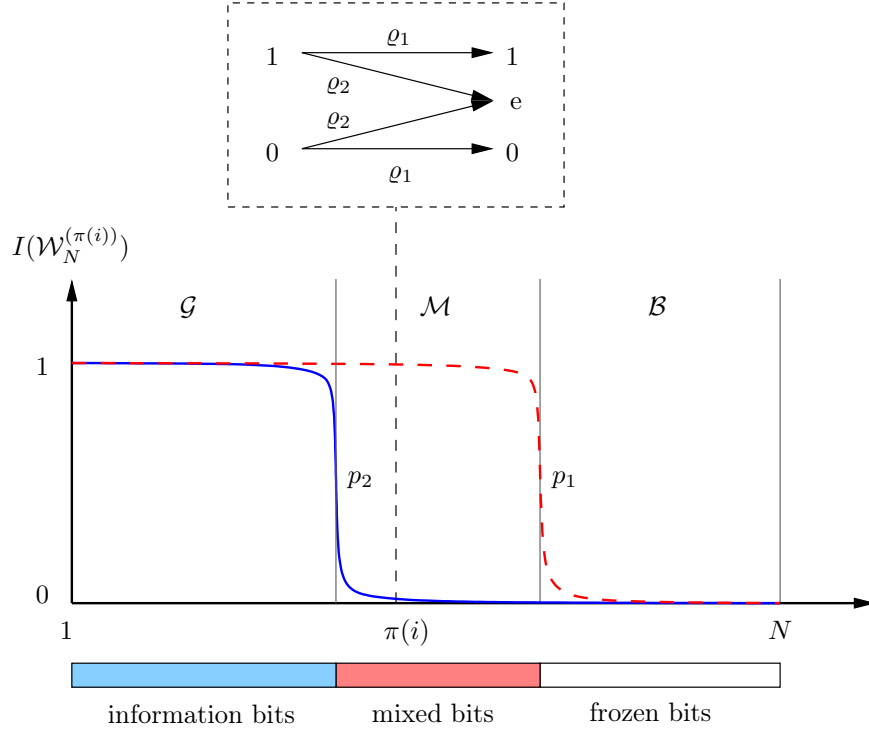 ϱ₁
1 1
ϱ₂
e
ϱ₂
0 0
ϱ₁
I(𝒲_N^{(π(i))})
𝒢 ℳ ℬ
1
p₂ p₁
0
1 π(i) N
information bits mixed bits frozen bits